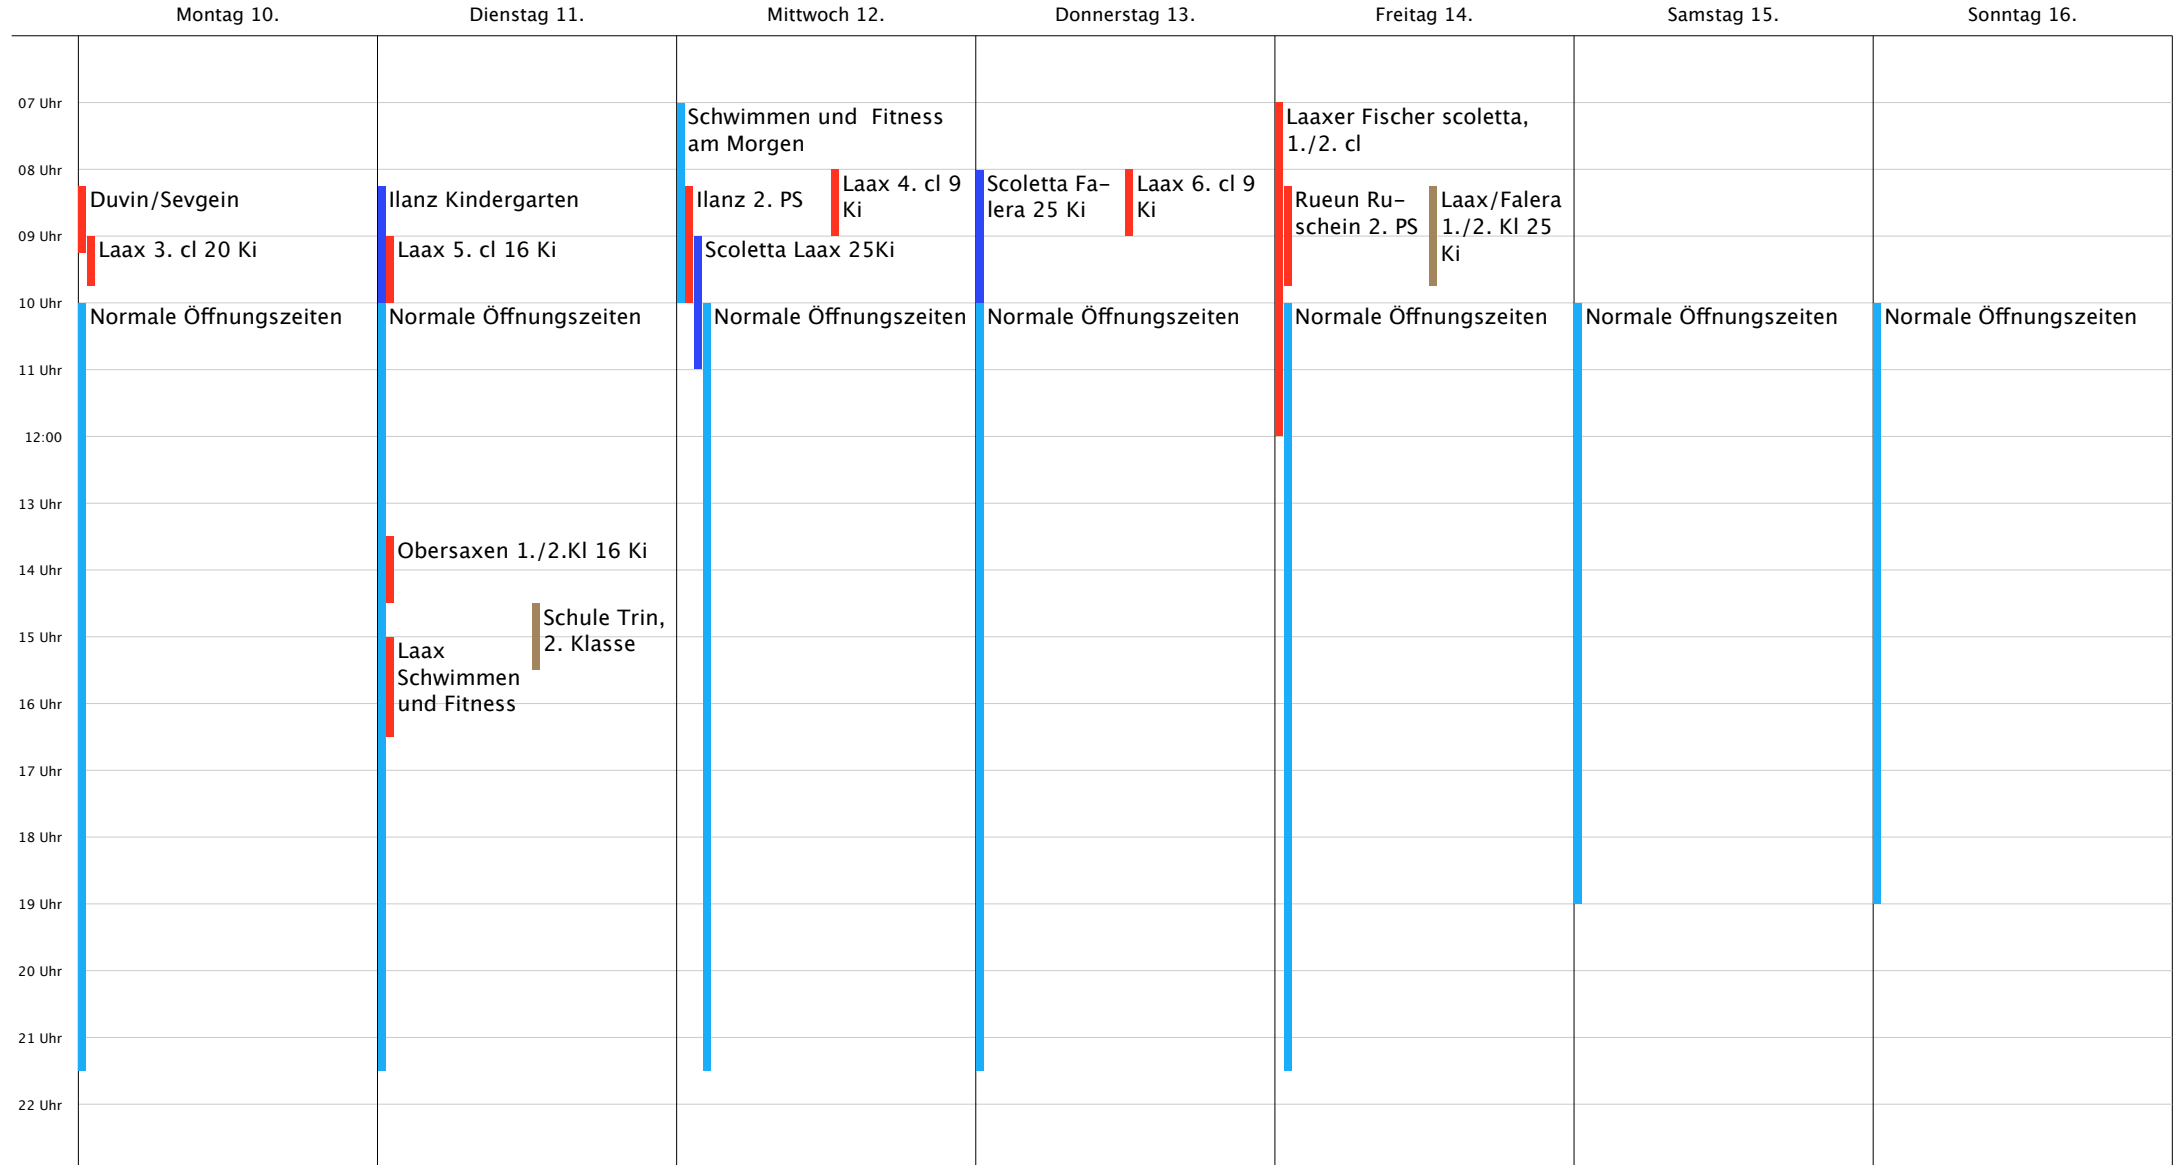 Montag 10.
Dienstag 11.
Mittwoch 12.
Donnerstag 13.
Freitag 14.
Samstag 15.
Sonntag 16.
07 Uhr
08 Uhr
09 Uhr
10 Uhr
11 Uhr
12:00
13 Uhr
14 Uhr
15 Uhr
16 Uhr
17 Uhr
18 Uhr
19 Uhr
20 Uhr
21 Uhr
22 Uhr
Duvin/Sevgein
Laax 3. cl 20 Ki
Normale Öffnungszeiten
Ilanz Kindergarten
Laax 5. cl 16 Ki
Normale Öffnungszeiten
Obersaxen 1./2.Kl 16 Ki
Schule Trin,
2. Klasse
Laax
Schwimmen
und Fitness
Schwimmen und  Fitness
am Morgen
Ilanz 2. PS
Laax 4. cl 9
Ki
Scoletta Laax 25Ki
Normale Öffnungszeiten
Scoletta Fa-
lera 25 Ki
Laax 6. cl 9
Ki
Normale Öffnungszeiten
Laaxer Fischer scoletta,
1./2. cl
Rueun Ru-
schein 2. PS
Laax/Falera
1./2. Kl 25
Ki
Normale Öffnungszeiten
Normale Öffnungszeiten
Normale Öffnungszeiten